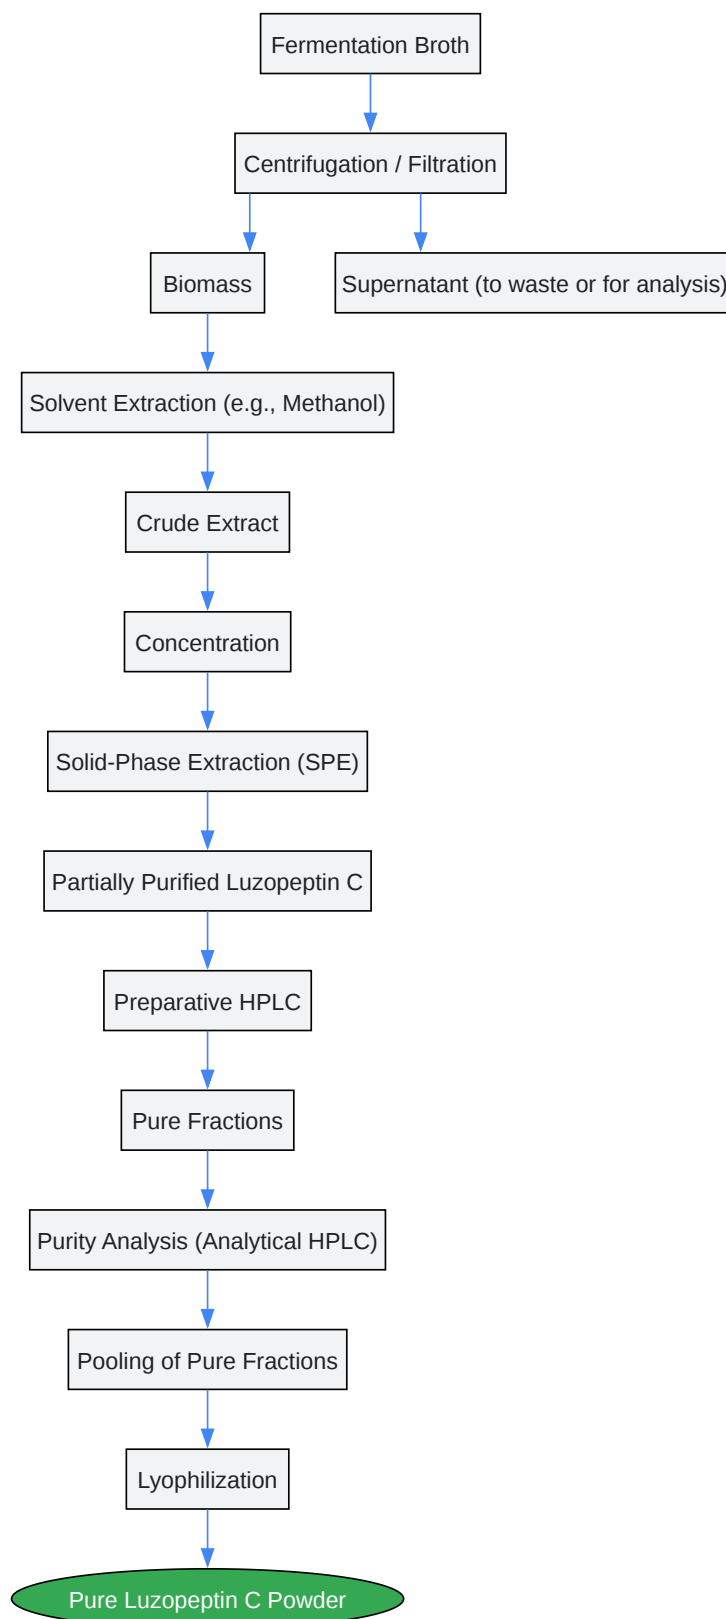 Fermentation Broth
Centrifugation / Filtration
Biomass
Supernatant (to waste or for analysis)
Solvent Extraction (e.g., Methanol)
Crude Extract
Concentration
Solid-Phase Extraction (SPE)
Partially Purified Luzopeptin C
Preparative HPLC
Pure Fractions
Purity Analysis (Analytical HPLC)
Pooling of Pure Fractions
Lyophilization
Pure Luzopeptin C Powder